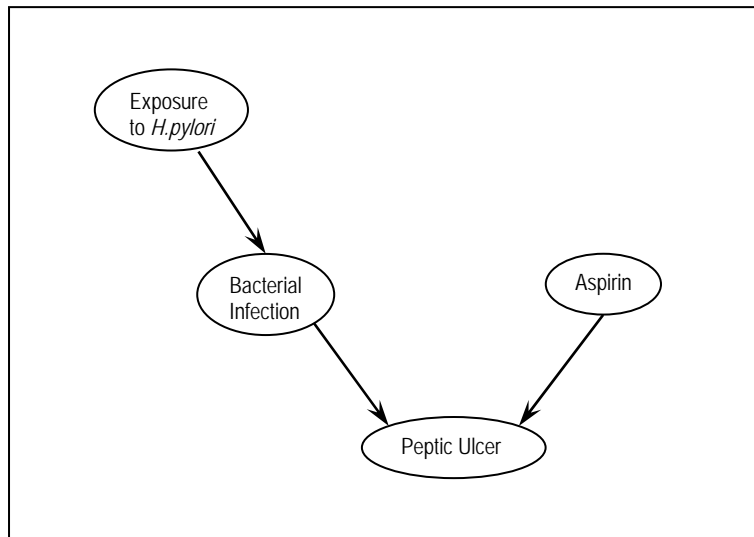 Exposure
to H.pylori
Bacterial
Infection
Aspirin
Peptic Ulcer